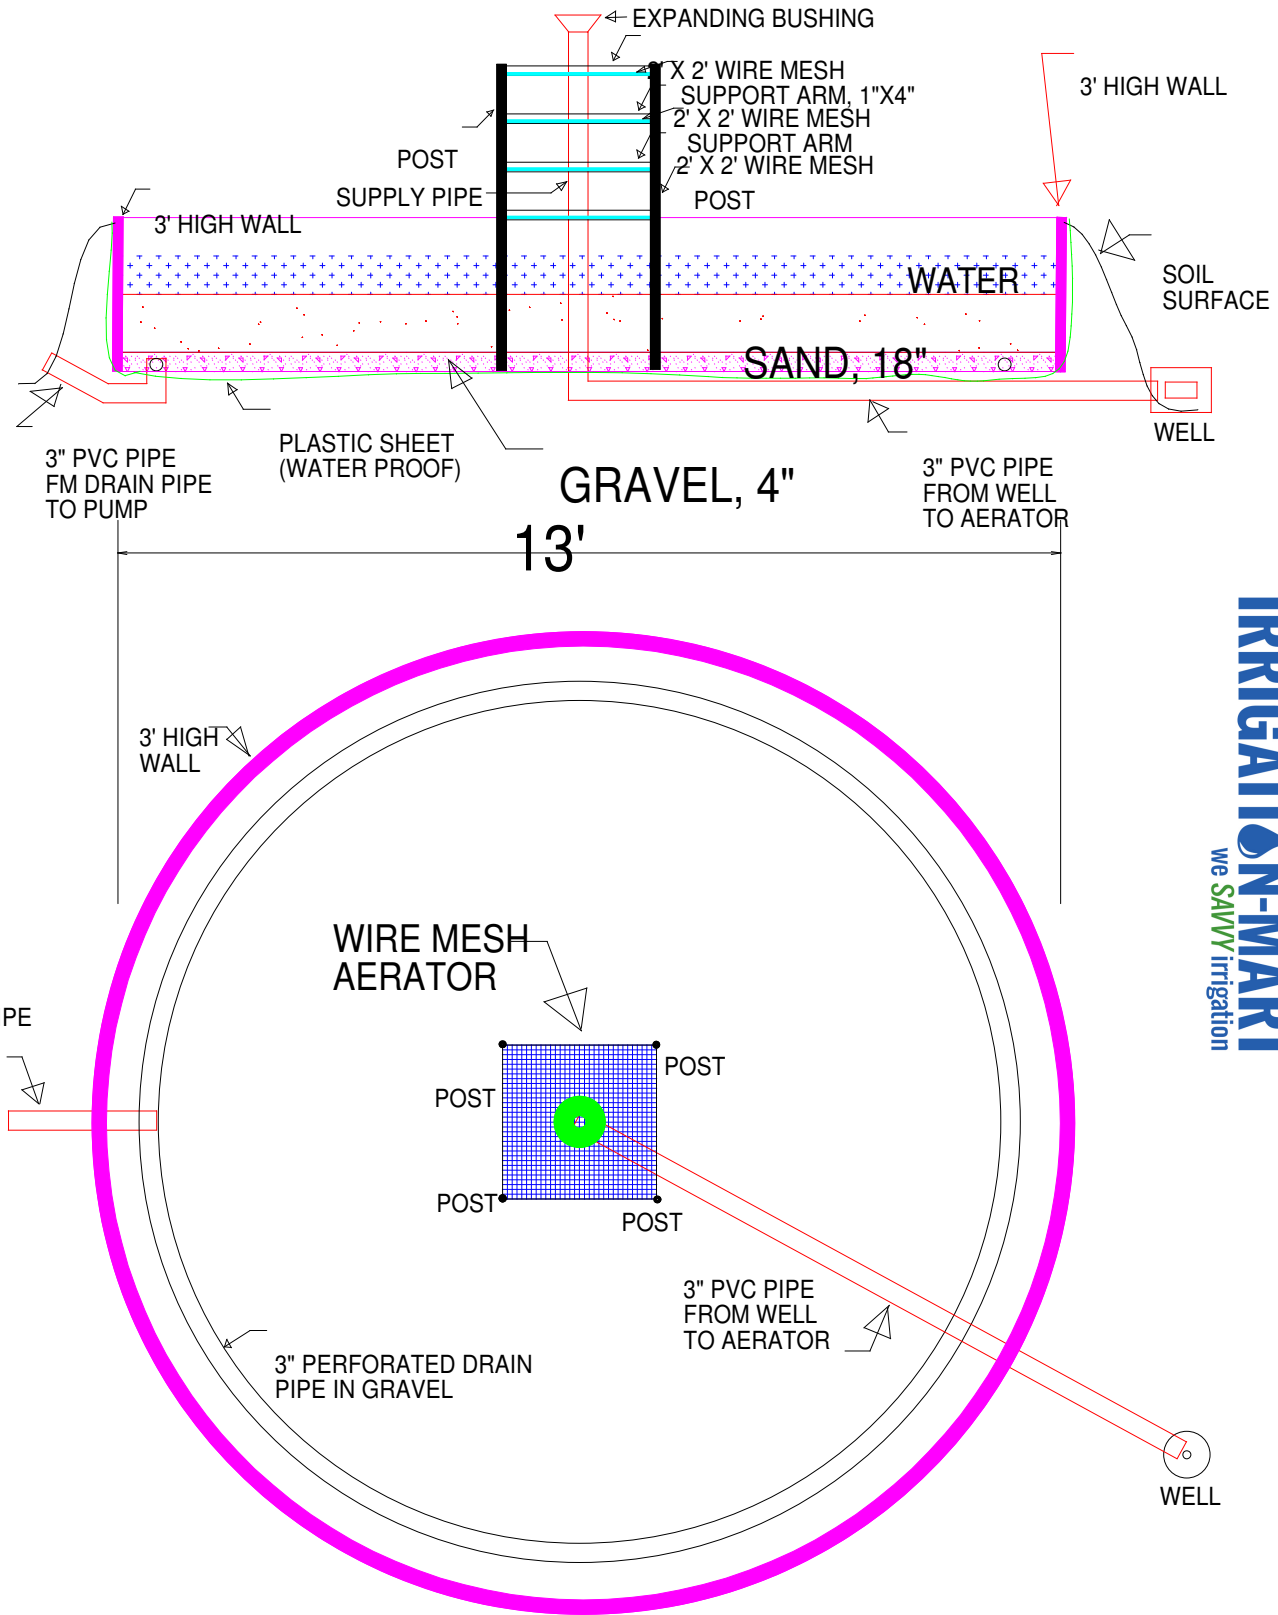 EXPANDING BUSHING
2' X 2' WIRE MESH
SUPPORT ARM, 1"X4"
2' X 2' WIRE MESH
SUPPORT ARM
2' X 2' WIRE MESH
3' HIGH WALL
POST
SUPPLY PIPE
POST
3' HIGH WALL
WATER
SOIL
SURFACE
SAND, 18"
WELL
3" PVC PIPE
FM DRAIN PIPE
TO PUMP
PLASTIC SHEET
(WATER PROOF)
GRAVEL, 4"
3" PVC PIPE
FROM WELL
TO AERATOR
13'
IRRIGATION-MART
we SAVVY irrigation
3' HIGH
WALL
WIRE MESH
AERATOR
PE
POST
POST
POST
POST
3" PVC PIPE
FROM WELL
TO AERATOR
3" PERFORATED DRAIN
PIPE IN GRAVEL
WELL